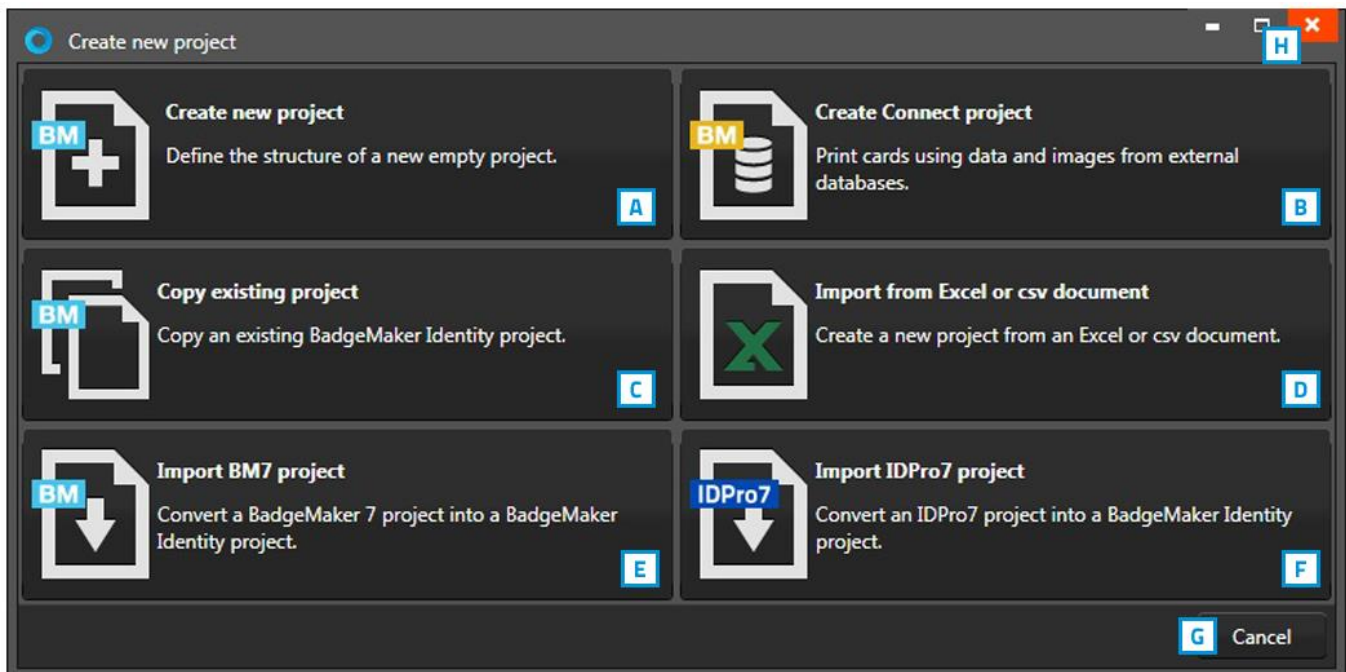 Create new project
H
BM
Create new project
Define the structure of a new empty project.
A
BM
Create Connect project
Print cards using data and images from external
databases.
B
BM
Copy existing project
Copy an existing BadgeMaker Identity project.
C
X
Import from Excel or csv document
Create a new project from an Excel or csv document.
D
BM
Import BM7 project
Convert a BadgeMaker 7 project into a BadgeMaker
Identity project.
E
IDPro7
Import IDPro7 project
Convert an IDPro7 project into a BadgeMaker Identity
project.
F
G
Cancel